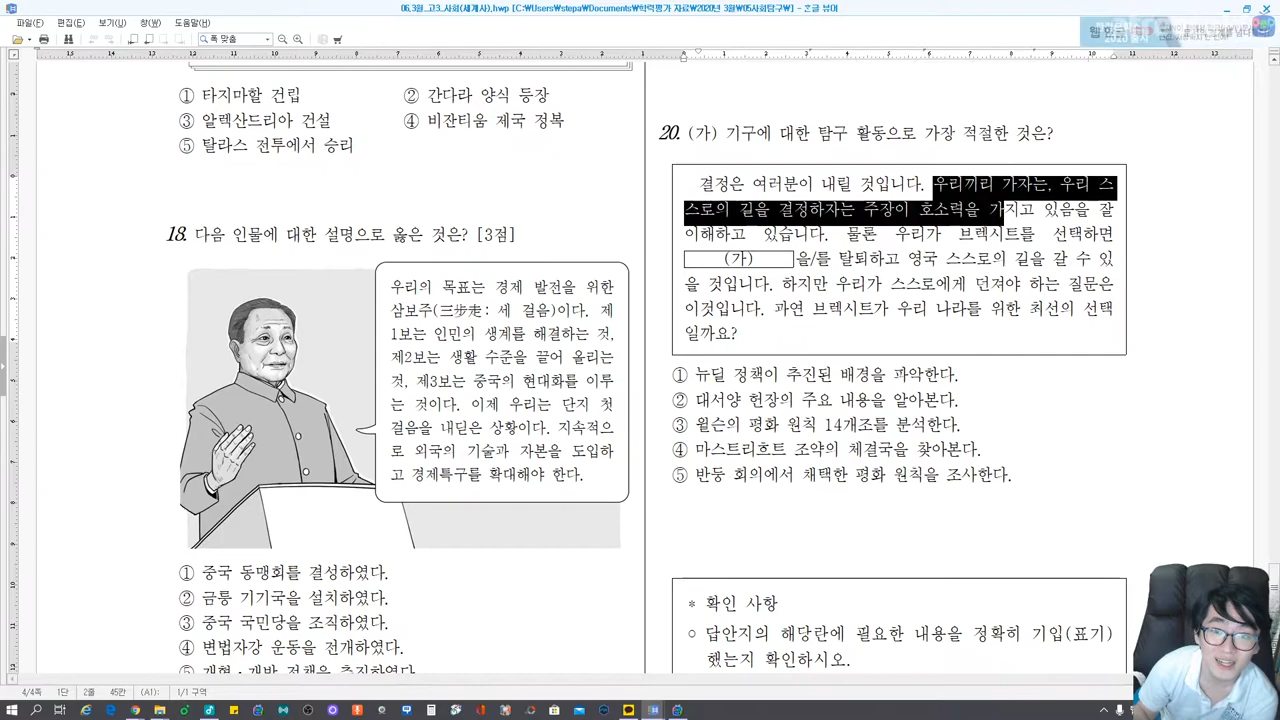 06.3월_고3_사회(세계사).hwp [C:₩Users₩stepa₩Documents₩학력평가 자료₩2020년 3월₩05사회탐구₩] - 한글 뷰어
파일(F) 편집(E) 보기(U) 도움말(H)
폭 맞춤
① 타지마할 건립 ② 간다라 양식 등장
③ 알렉산드리아 건설 ④ 비잔티움 제국 정복
⑤ 탈라스 전투에서 승리
18. 다음 인물에 대한 설명으로 옳은 것은? [3점]
우리의 목표는 경제 발전을 위한
삼보주(三步走: 세 걸음)이다. 제
1보는 인민의 생계를 해결하는 것,
제2보는 생활 수준을 끌어 올리는
것, 제3보는 중국의 현대화를 이루
는 것이다. 이제 우리는 단지 첫
걸음을 내딛은 상황이다. 지속적으
로 외국의 기술과 자본을 도입하
고 경제특구를 확대해야 한다.
① 중국 동맹회를 결성하였다.
② 금릉 기기국을 설치하였다.
③ 중국 국민당을 조직하였다.
④ 변법자강 운동을 전개하였다.
⑤ 개혁·개방 정책을 추진하였다.
20. (가) 기구에 대한 탐구 활동으로 가장 적절한 것은?
결정은 여러분이 내릴 것입니다. 우리끼리 가자는, 우리 스
스로의 길을 결정하자는 주장이 호소력을 가지고 있음을 잘
이해하고 있습니다. 물론 우리가 브렉시트를 선택하면
(가) 을/를 탈퇴하고 영국 스스로의 길을 갈 수 있
을 것입니다. 하지만 우리가 스스로에게 던져야 하는 질문은
이것입니다. 과연 브렉시트가 우리 나라를 위한 최선의 선택
일까요?
① 뉴딜 정책이 추진된 배경을 파악한다.
② 대서양 헌장의 주요 내용을 알아본다.
③ 윌슨의 평화 원칙 14개조를 분석한다.
④ 마스트리흐트 조약의 체결국을 찾아본다.
⑤ 반둥 회의에서 채택한 평화 원칙을 조사한다.
* 확인 사항
○ 답안지의 해당란에 필요한 내용을 정확히 기입(표기)
했는지 확인하시오.
4/4쪽 1단 2줄 45칸 (A1): 1/1 구역